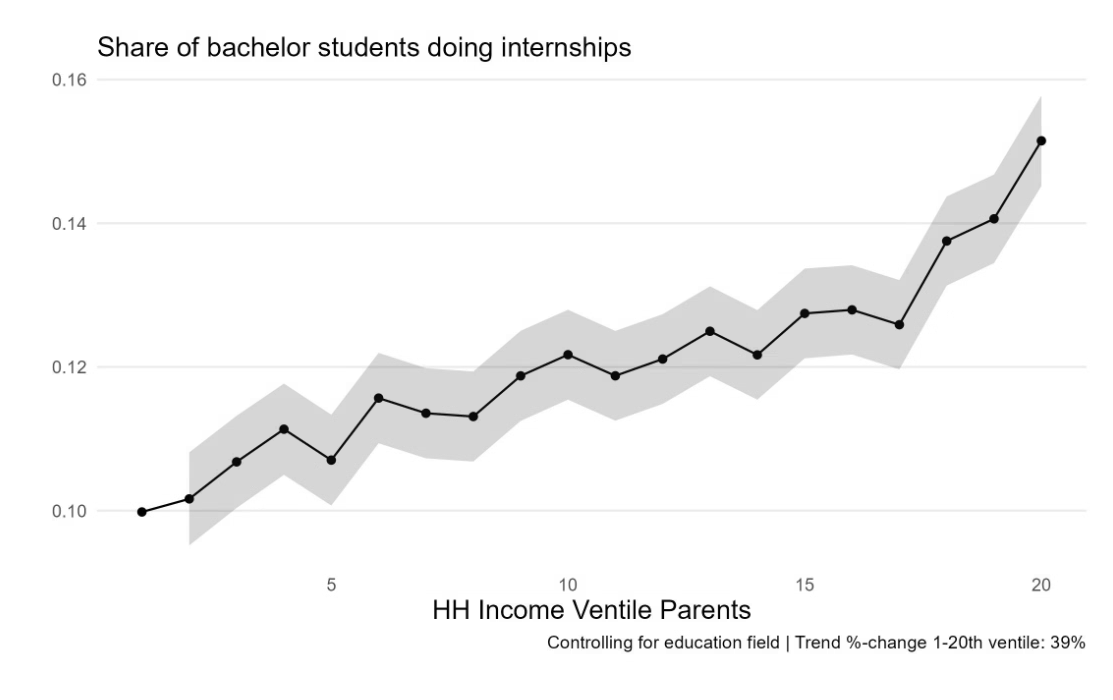 Share of bachelor students doing internships
0.16
0.14
0.12
0.10
5 10 15 20
HH Income Ventile Parents
Controlling for education field | Trend %-change 1-20th ventile: 39%